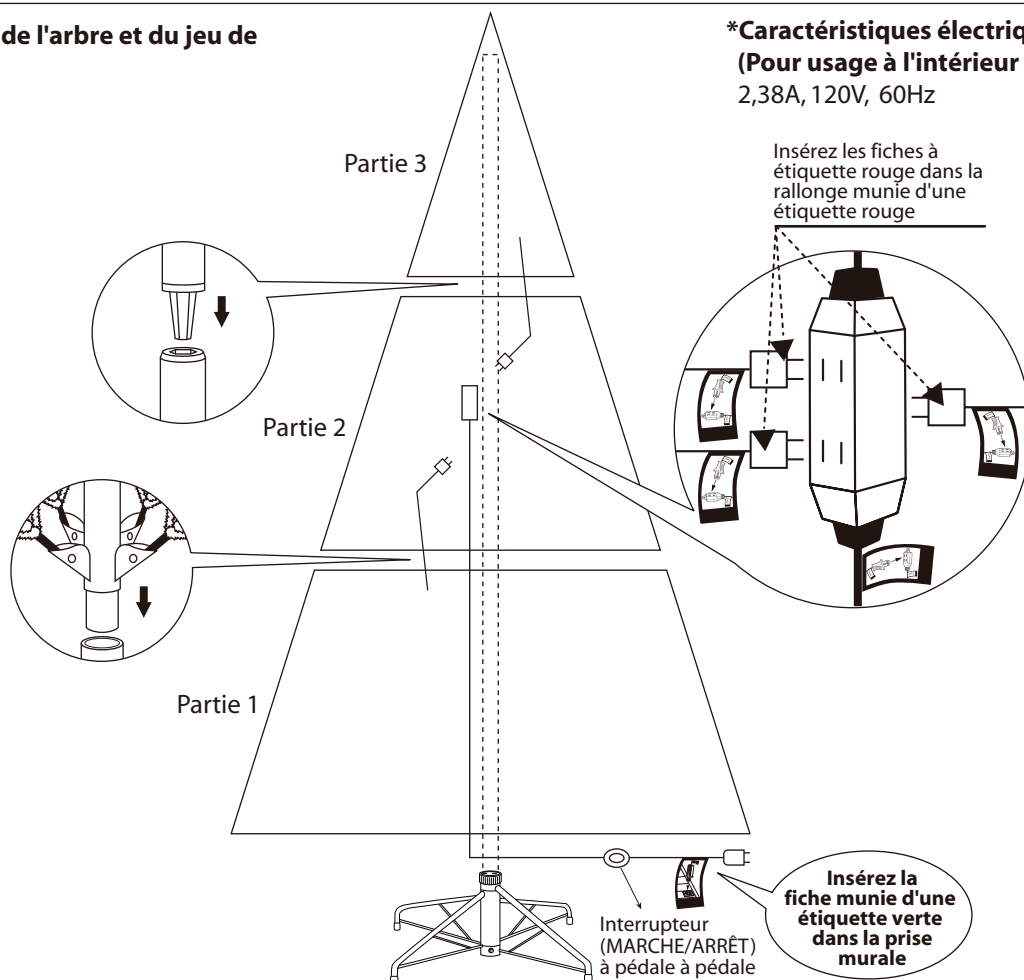 de l'arbre et du jeu de
*Caractéristiques
(Pour usage à l'intérieur
2,38A, 120V, 60Hz
Insérez les fiches à
étiquette rouge dans la
rallonge munie d'une
étiquette rouge
Partie 3
Partie 2
Partie 1
Interrupteur
(MARCHE/ARRÊT)
à pédale à pédale
Insérez la
fiche munie d'une
étiquette verte
dans la prise
murale